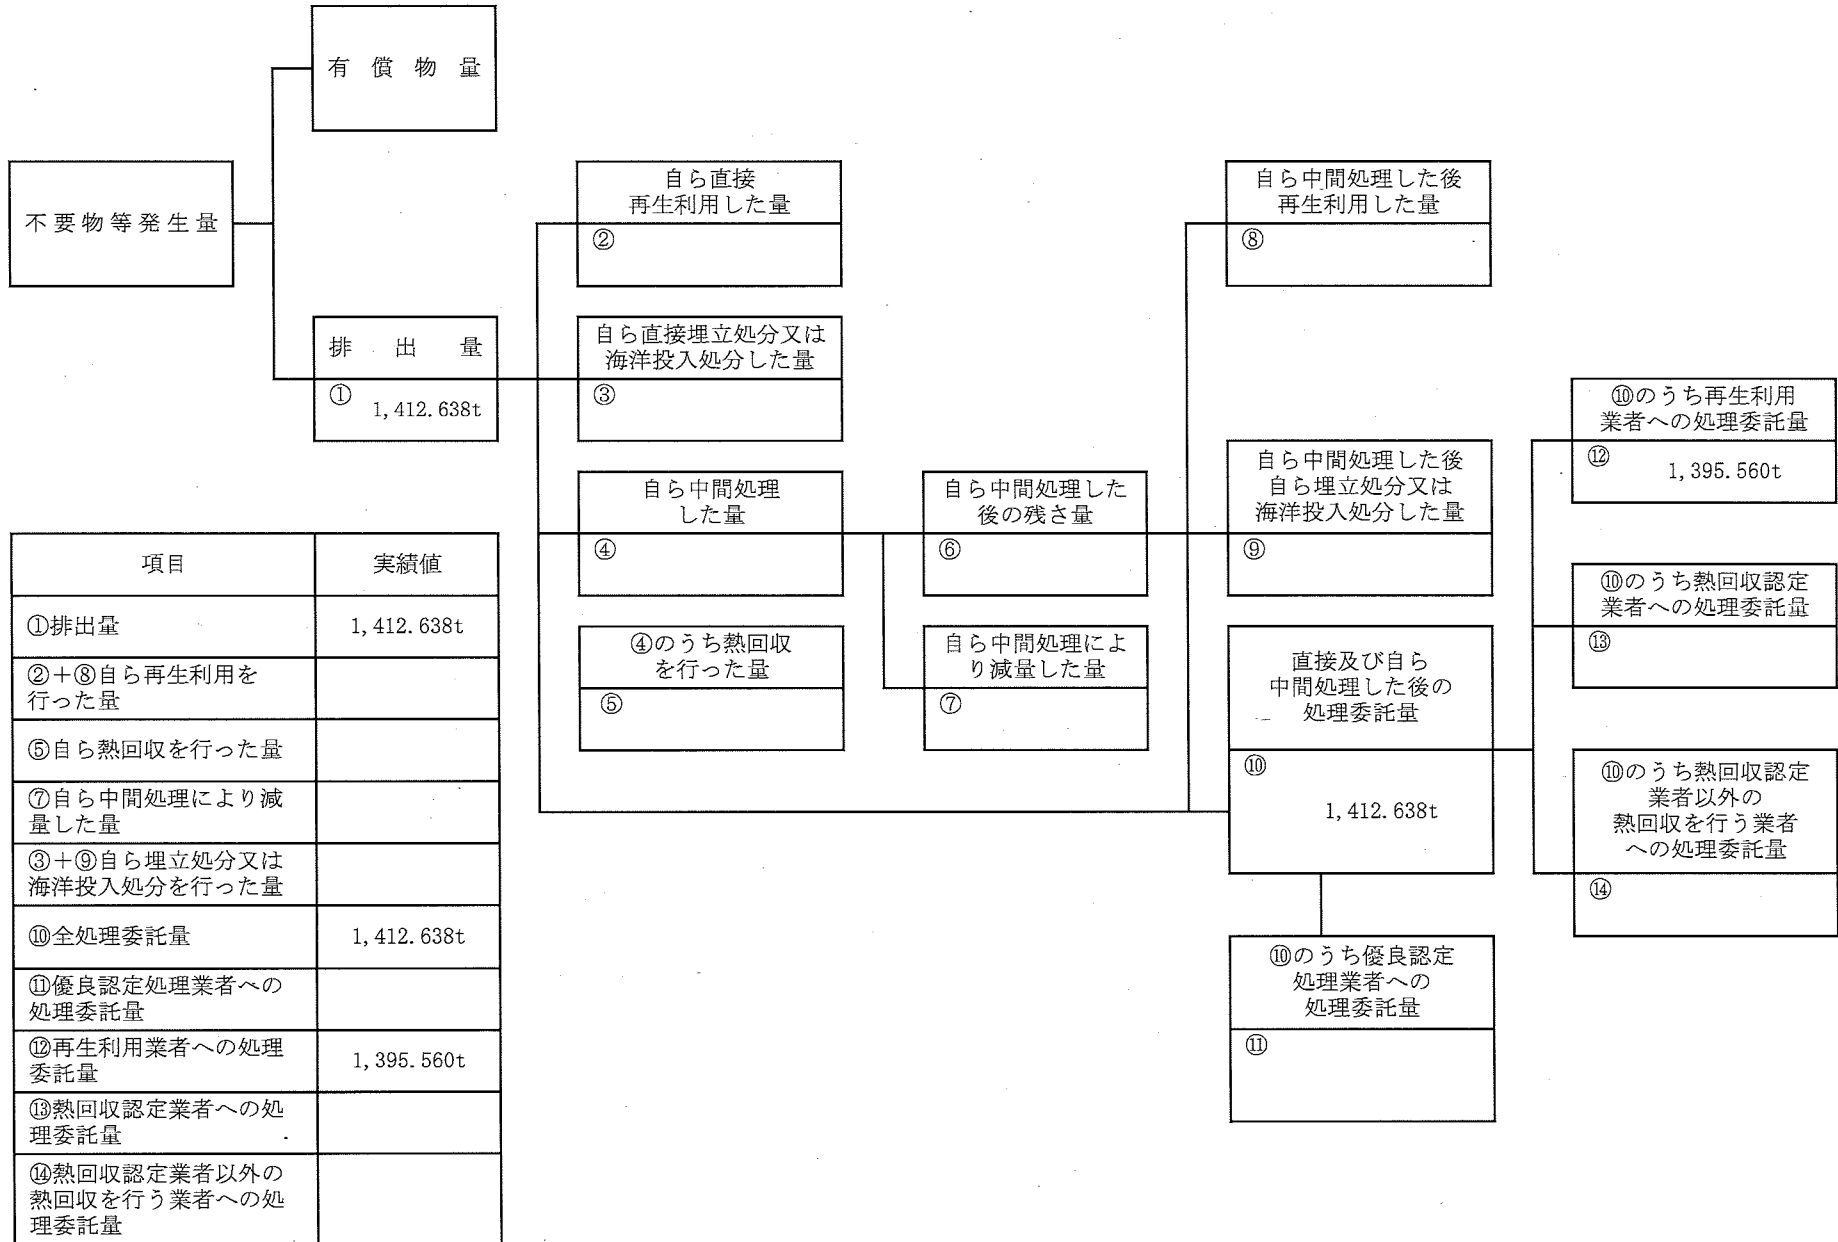 有償物量
不要物等発生量
排出量
①
1,412.638t
自ら直接
再生利用した量
②
自ら直接埋立処分又は
海洋投入処分した量
③
自ら中間処理
した量
④
④のうち熱回収
を行った量
⑤
自ら中間処理した
後の残さ量
⑥
自ら中間処理によ
り減量した量
⑦
自ら中間処理した後
再生利用した量
⑧
自ら中間処理した後
自ら埋立処分又は
海洋投入処分した量
⑨
直接及び自ら
中間処理した後の
処理委託量
⑩
1,412.638t
⑩のうち優良認定
処理業者への
処理委託量
⑪
⑩のうち再生利用
業者への処理委託量
⑫
1,395.560t
⑩のうち熱回収認定
業者への処理委託量
⑬
⑩のうち熱回収認定
業者以外の
熱回収を行う業者
への処理委託量
⑭
項目 実績値
①排出量 1,412.638t
②+⑧自ら再生利用を
行った量
⑤自ら熱回収を行った量
⑦自ら中間処理により減
量した量
③+⑨自ら埋立処分又は
海洋投入処分を行った量
⑩全処理委託量 1,412.638t
⑪優良認定処理業者への
処理委託量
⑫再生利用業者への処理
委託量 1,395.560t
⑬熱回収認定業者への処
理委託量
⑭熱回収認定業者以外の
熱回収を行う業者への処
理委託量